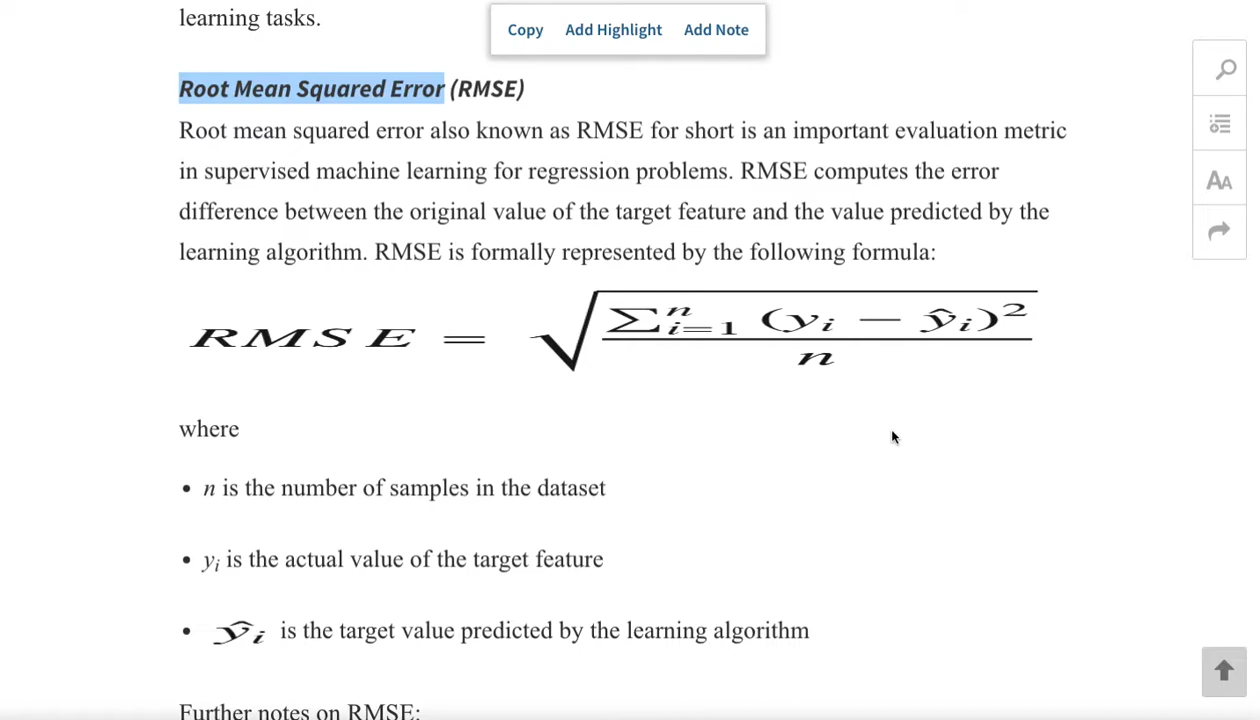 learning tasks.
Copy Add Highlight Add Note
Root Mean Squared Error (RMSE)
Root mean squared error also known as RMSE for short is an important evaluation metric
in supervised machine learning for regression problems. RMSE computes the error
difference between the original value of the target feature and the value predicted by the
learning algorithm. RMSE is formally represented by the following formula:
RMSE = √(∑ⁿᵢ₌₁ (yᵢ − ŷᵢ)² / n)
where
• n is the number of samples in the dataset
• yᵢ is the actual value of the target feature
• ŷᵢ is the target value predicted by the learning algorithm
Further notes on RMSE:
AA